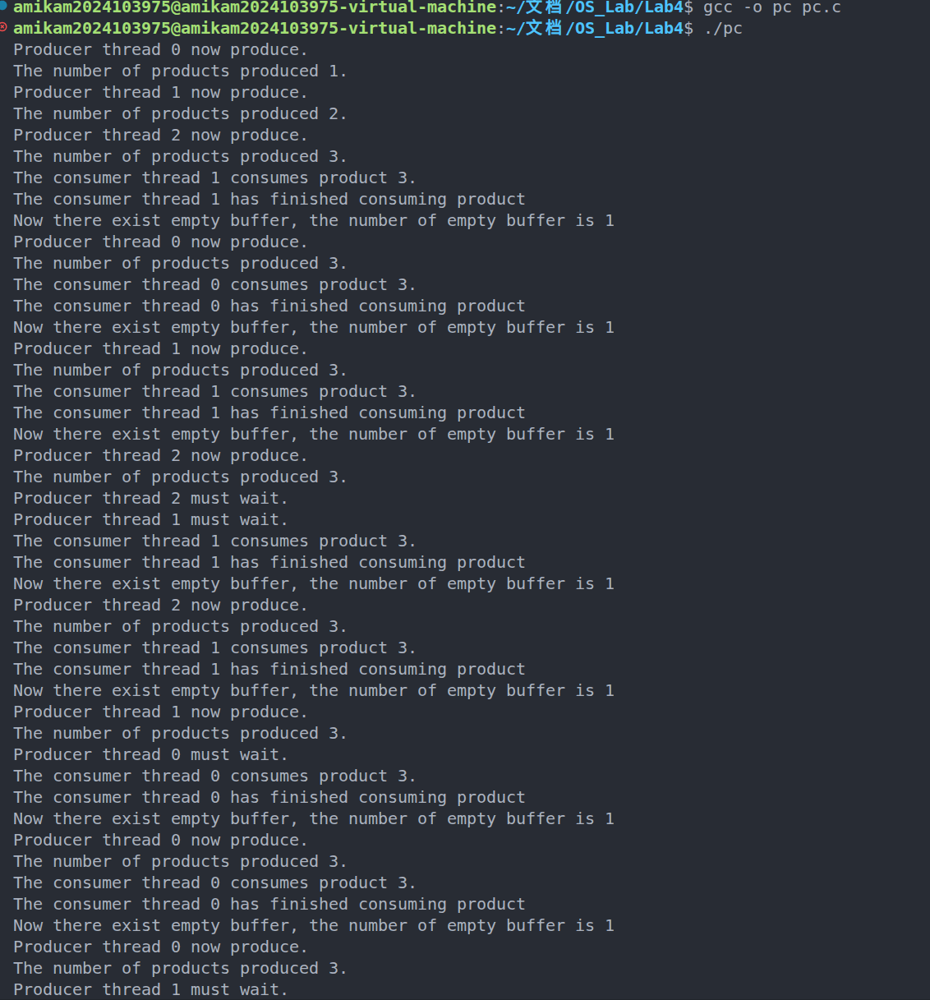 amikam2024103975@amikam2024103975-virtual-machine:~/文档/OS_Lab/Lab4$ gcc -o pc pc.c
amikam2024103975@amikam2024103975-virtual-machine:~/文档/OS_Lab/Lab4$ ./pc
Producer thread 0 now produce.
The number of products produced 1.
Producer thread 1 now produce.
The number of products produced 2.
Producer thread 2 now produce.
The number of products produced 3.
The consumer thread 1 consumes product 3.
The consumer thread 1 has finished consuming product
Now there exist empty buffer, the number of empty buffer is 1
Producer thread 0 now produce.
The number of products produced 3.
The consumer thread 0 consumes product 3.
The consumer thread 0 has finished consuming product
Now there exist empty buffer, the number of empty buffer is 1
Producer thread 1 now produce.
The number of products produced 3.
The consumer thread 1 consumes product 3.
The consumer thread 1 has finished consuming product
Now there exist empty buffer, the number of empty buffer is 1
Producer thread 2 now produce.
The number of products produced 3.
Producer thread 2 must wait.
Producer thread 1 must wait.
The consumer thread 1 consumes product 3.
The consumer thread 1 has finished consuming product
Now there exist empty buffer, the number of empty buffer is 1
Producer thread 2 now produce.
The number of products produced 3.
The consumer thread 1 consumes product 3.
The consumer thread 1 has finished consuming product
Now there exist empty buffer, the number of empty buffer is 1
Producer thread 1 now produce.
The number of products produced 3.
Producer thread 0 must wait.
The consumer thread 0 consumes product 3.
The consumer thread 0 has finished consuming product
Now there exist empty buffer, the number of empty buffer is 1
Producer thread 0 now produce.
The number of products produced 3.
The consumer thread 0 consumes product 3.
The consumer thread 0 has finished consuming product
Now there exist empty buffer, the number of empty buffer is 1
Producer thread 0 now produce.
The number of products produced 3.
Producer thread 1 must wait.